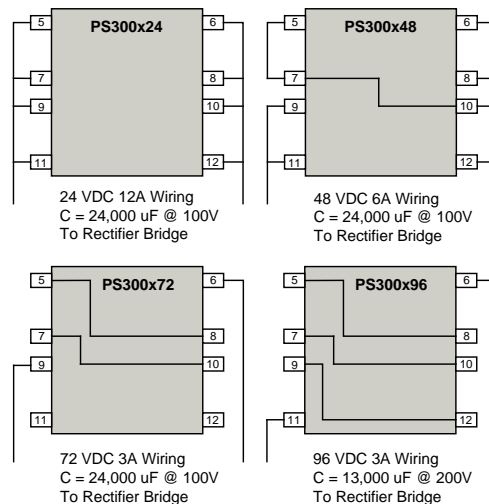 PS300x24
5
6
7
8
9
10
11
12
24 VDC 12A Wiring
C = 24,000 uF @ 100V
To Rectifier Bridge
PS300x48
5
6
7
8
9
10
11
12
48 VDC 6A Wiring
C = 24,000 uF @ 100V
To Rectifier Bridge
PS300x72
5
6
7
8
9
10
11
12
72 VDC 3A Wiring
C = 24,000 uF @ 100V
To Rectifier Bridge
PS300x96
5
6
7
8
9
10
11
12
96 VDC 3A Wiring
C = 13,000 uF @ 200V
To Rectifier Bridge